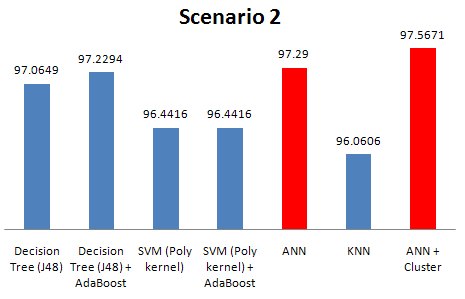 Scenario 2
97.0649
97.2294
96.4416
96.4416
97.29
96.0606
97.5671
Decision
Tree (J48)
Decision
Tree (J48) +
AdaBoost
SVM (Poly
kernel)
SVM (Poly
kernel) +
AdaBoost
ANN
KNN
ANN +
Cluster